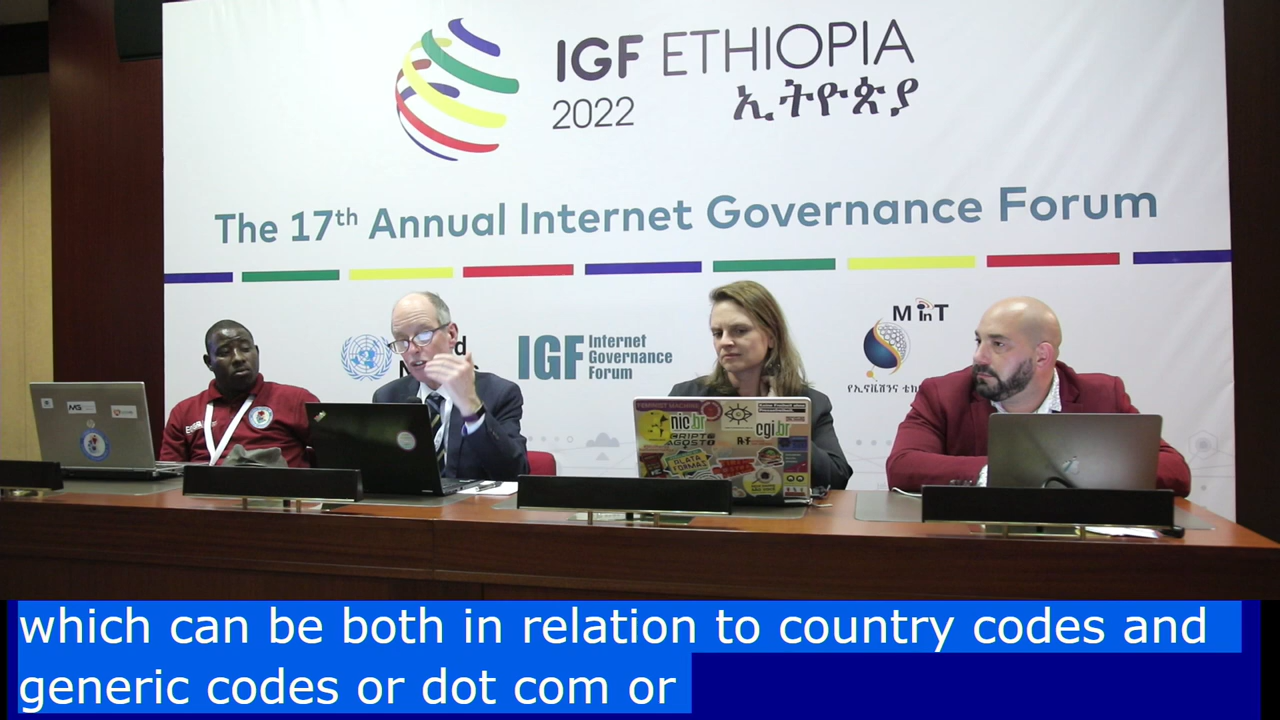 IGF ETHIOPIA
2022 ኢትዮጵያ
The 17th Annual Internet Governance Forum
IGF Internet
Governance
Forum
M in T
nic.br
cgi.br
which can be both in relation to country codes and
generic codes or dot com or